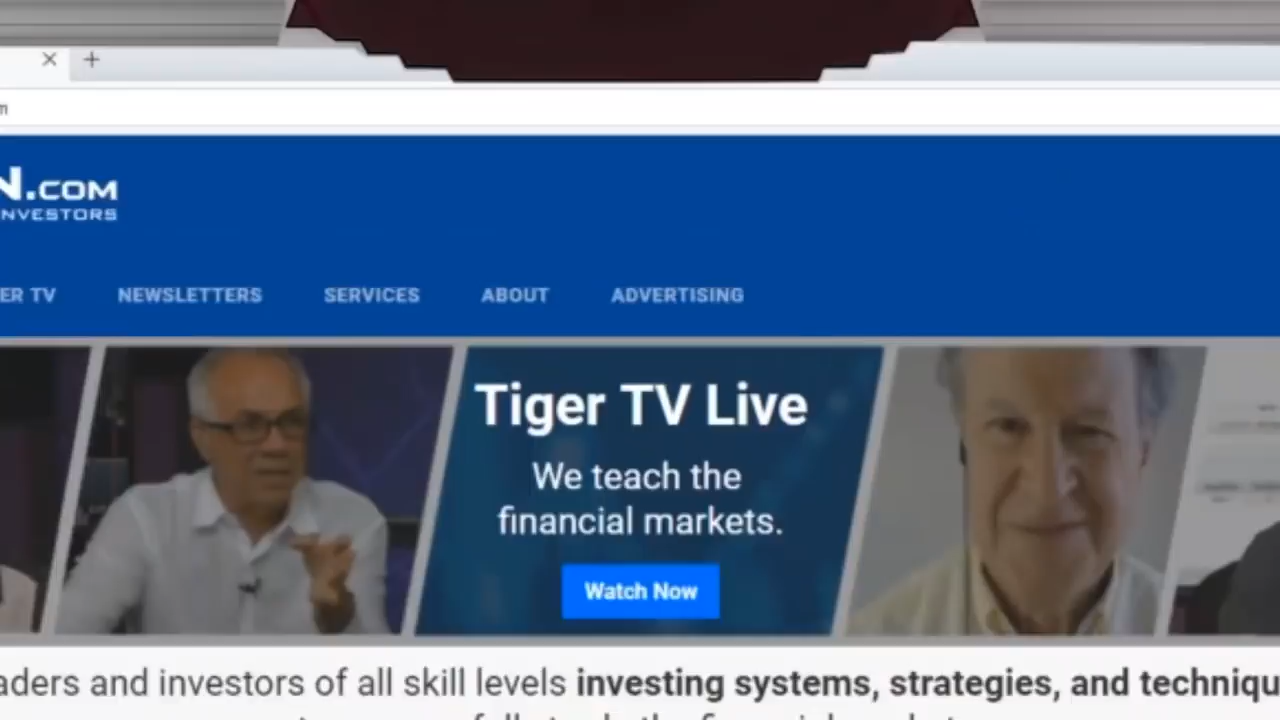 m
N.COM
NVESTORS
ER TV NEWSLETTERS SERVICES ABOUT ADVERTISING
Tiger TV Live
We teach the
financial markets.
Watch Now
aders and investors of all skill levels investing systems, strategies, and techniqu